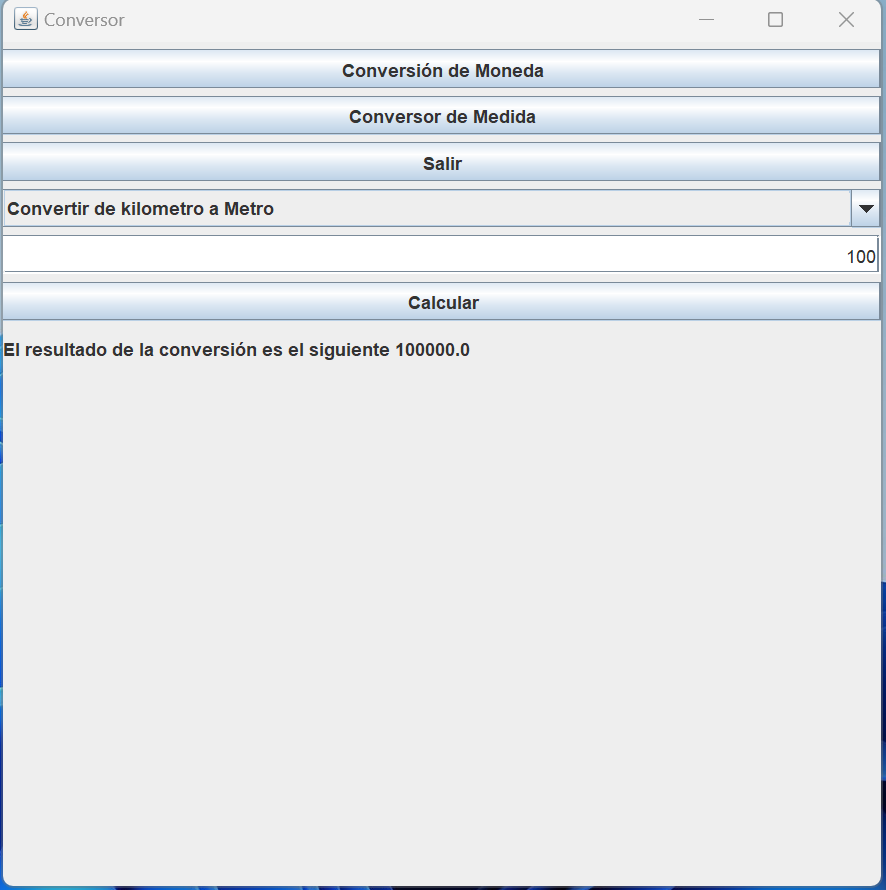 Conversor
Conversión de Moneda
Conversor de Medida
Salir
Convertir de kilometro a Metro
100
Calcular
El resultado de la conversión es el siguiente 100000.0